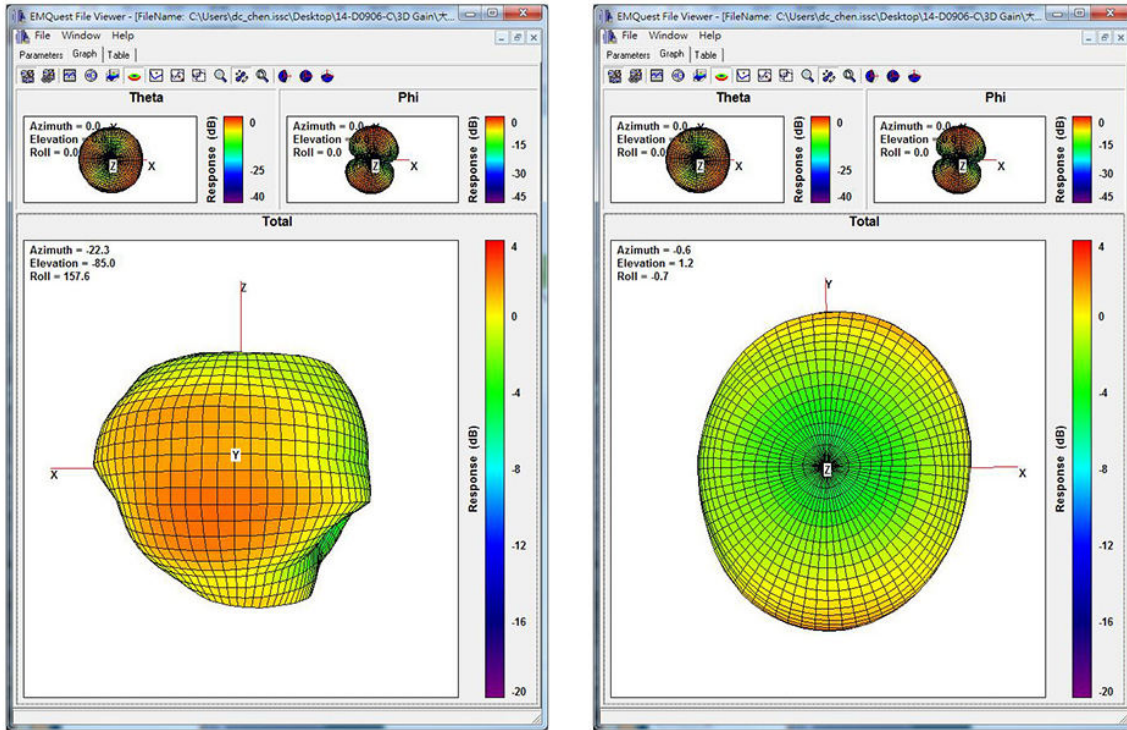 EMQuest File Viewer - [FileName: C:\Users\dc_chen.issc\Desktop\14-D0906-C\3D Gain\大...
File Window Help
Parameters Graph Table
Theta
Phi
Azimuth = 0.0
Elevation =
Roll = 0.0
Z
X
Response (dB)
0
-25
-40
Azimuth = 0.0
Elevation =
Roll = 0.0
Z
X
Response (dB)
0
-15
-30
-45
Total
Azimuth = -22.3
Elevation = -85.0
Roll = 157.6
Z
Y
X
Response (dB)
4
0
-4
-8
-12
-16
-20
EMQuest File Viewer - [FileName: C:\Users\dc_chen.issc\Desktop\14-D0906-C\3D Gain\大...
File Window Help
Parameters Graph Table
Theta
Phi
Azimuth = 0.0
Elevation =
Roll = 0.0
Z
X
Response (dB)
0
-25
-40
Azimuth = 0.0
Elevation =
Roll = 0.0
Z
X
Response (dB)
0
-15
-30
-45
Total
Azimuth = -0.6
Elevation = 1.2
Roll = -0.7
Y
Z
X
Response (dB)
4
0
-4
-8
-12
-16
-20